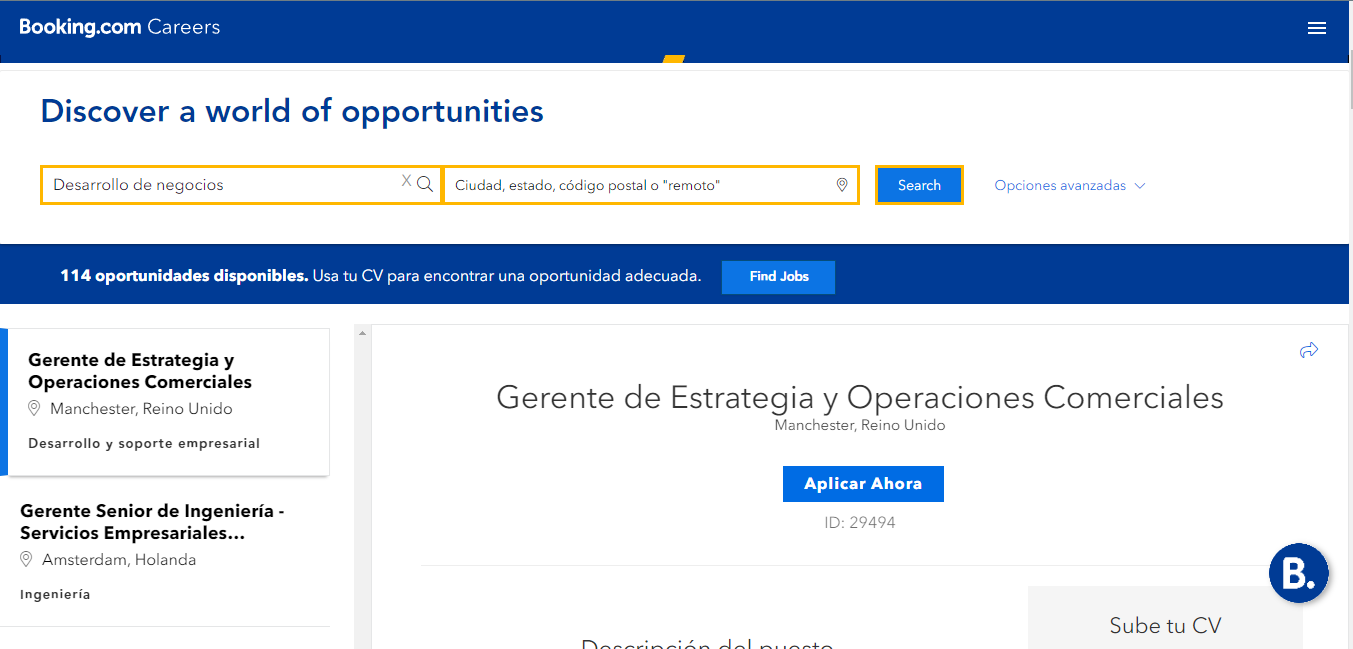 Booking.com Careers
Discover a world of opportunities
Desarrollo de negocios X Ciudad, estado, código postal o "remoto" Search Opciones avanzadas
114 oportunidades disponibles. Usa tu CV para encontrar una oportunidad adecuada. Find Jobs
Gerente de Estrategia y
Operaciones Comerciales
Manchester, Reino Unido
Desarrollo y soporte empresarial
Gerente Senior de Ingeniería -
Servicios Empresariales...
Amsterdam, Holanda
Ingeniería
Gerente de Estrategia y Operaciones Comerciales
Manchester, Reino Unido
Aplicar Ahora
ID: 29494
B.
Sube tu CV
Descripción del puesto